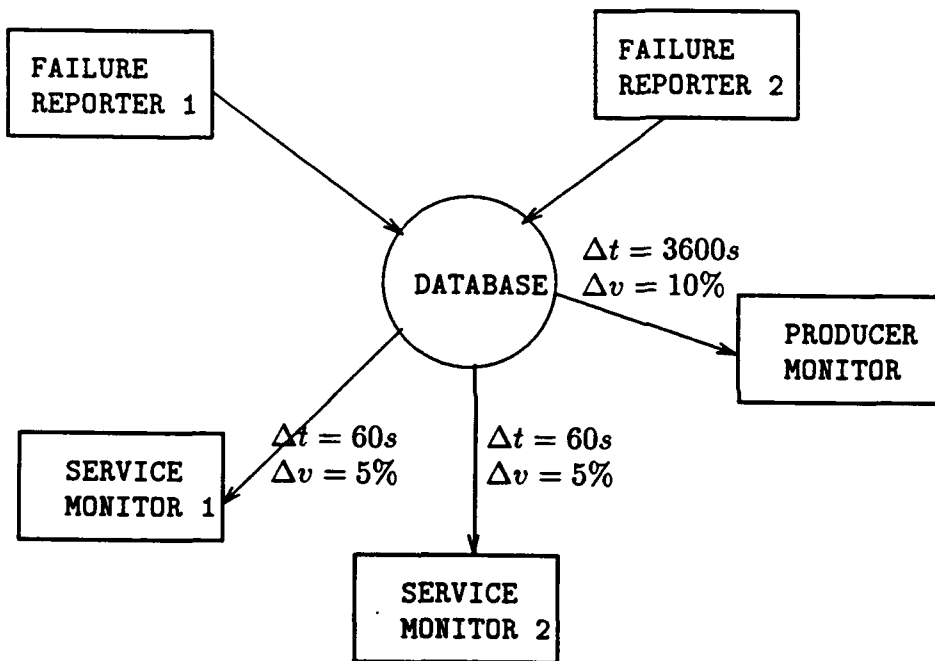 FAILURE
REPORTER 1
FAILURE
REPORTER 2
DATABASE
Δt = 3600s
Δv = 10%
PRODUCER
MONITOR
Δt = 60s
Δv = 5%
Δt = 60s
Δv = 5%
SERVICE
MONITOR 1
SERVICE
MONITOR 2